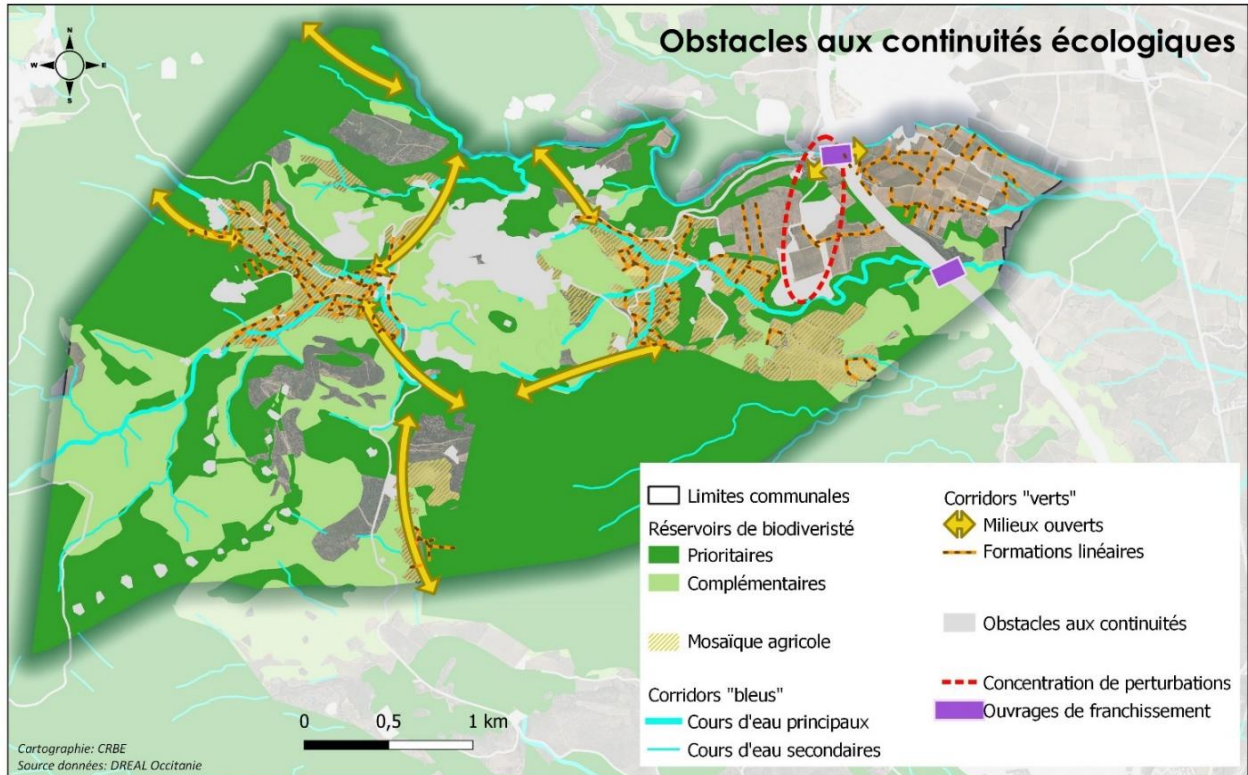 Obstacles aux continuités écologiques
N
W E
S
Limites communales
Réservoirs de biodiveristé
Prioritaires
Complémentaires
Mosaïque agricole
Corridors "bleus"
Cours d'eau principaux
Cours d'eau secondaires
Corridors "verts"
Milieux ouverts
Formations linéaires
Obstacles aux continuités
Concentration de perturbations
Ouvrages de franchissement
0 0,5 1 km
Cartographie: CRBE
Source données: DREAL Occitanie